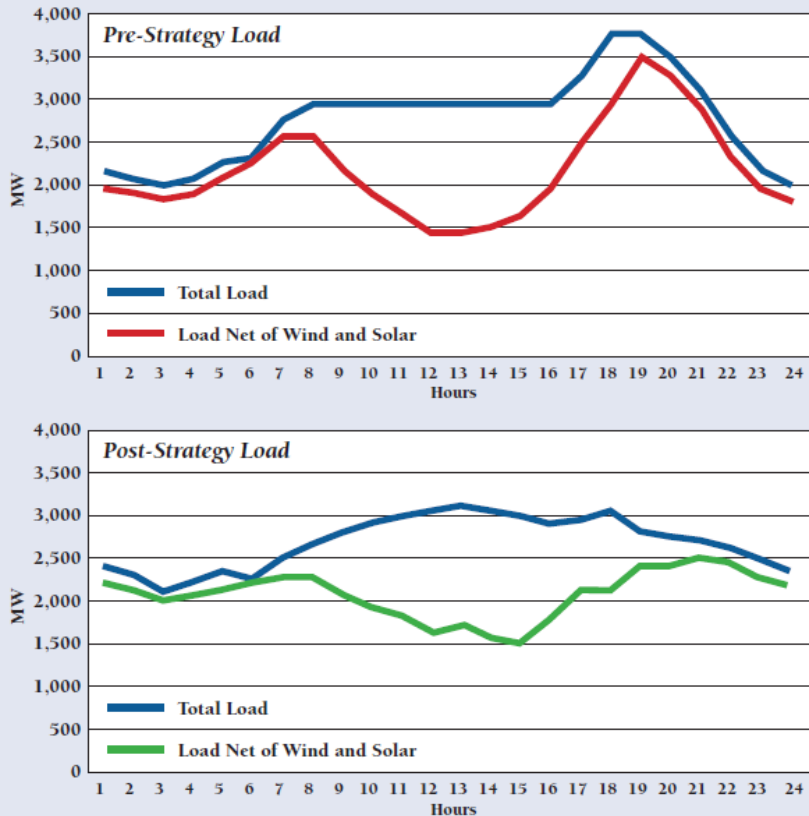 4,000
Pre-Strategy Load
3,500
3,000
2,500
MW
2,000
1,500
1,000
500
0
Total Load
Load Net of Wind and Solar
1 2 3 4 5 6 7 8 9 10 11 12 13 14 15 16 17 18 19 20 21 22 23 24
Hours
4,000
Post-Strategy Load
3,500
3,000
2,500
MW
2,000
1,500
1,000
500
0
Total Load
Load Net of Wind and Solar
1 2 3 4 5 6 7 8 9 10 11 12 13 14 15 16 17 18 19 20 21 22 23 24
Hours